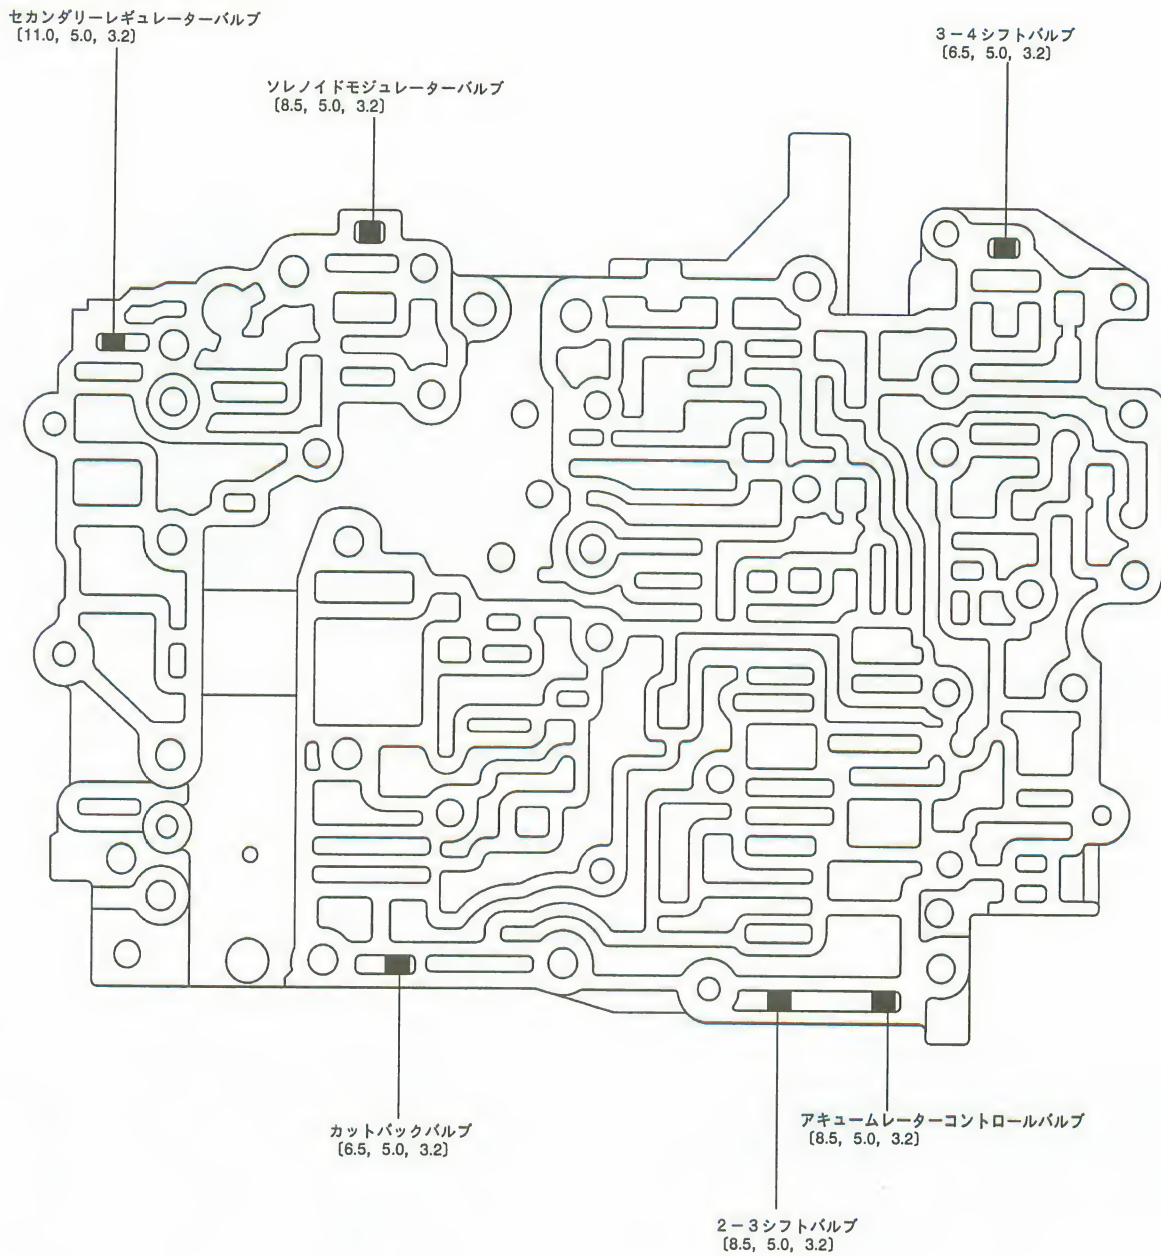 セカンダリーレギュレーターバルブ
〔11.0, 5.0, 3.2〕
ソレノイドモジュレーターバルブ
〔8.5, 5.0, 3.2〕
3－4シフトバルブ
〔6.5, 5.0, 3.2〕
カットバックバルブ
〔6.5, 5.0, 3.2〕
アキュームレーターコントロールバルブ
〔8.5, 5.0, 3.2〕
2－3シフトバルブ
〔8.5, 5.0, 3.2〕